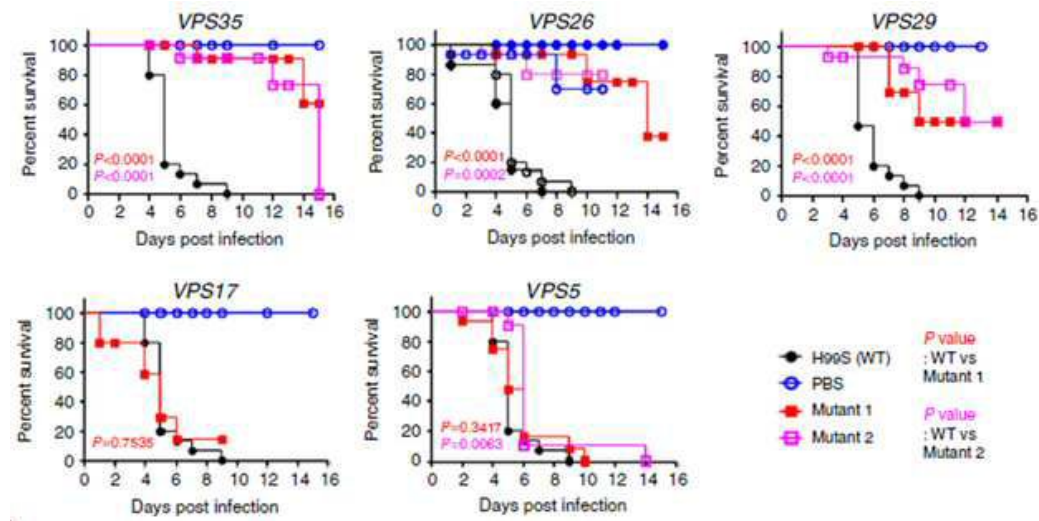 VPS35
VPS26
VPS29
Percent survival
100
80
60
40
20
0
P<0.0001
P<0.0001
0 2 4 6 8 10 12 14 16
Days post infection
Percent survival
100
80
60
40
20
0
P<0.0001
P=0.0002
0 2 4 6 8 10 12 14 16
Days post infection
Percent survival
100
80
60
40
20
0
P<0.0001
P<0.0001
0 2 4 6 8 10 12 14 16
Days post infection
VPS17
VPS5
Percent survival
100
80
60
40
20
0
P=0.7535
0 2 4 6 8 10 12 14 16
Days post infection
Percent survival
100
80
60
40
20
0
P=0.3417
P=0.0063
0 2 4 6 8 10 12 14 16
Days post infection
H99S (WT)
PBS
Mutant 1
Mutant 2
P value
: WT vs
Mutant 1
P value
: WT vs
Mutant 2